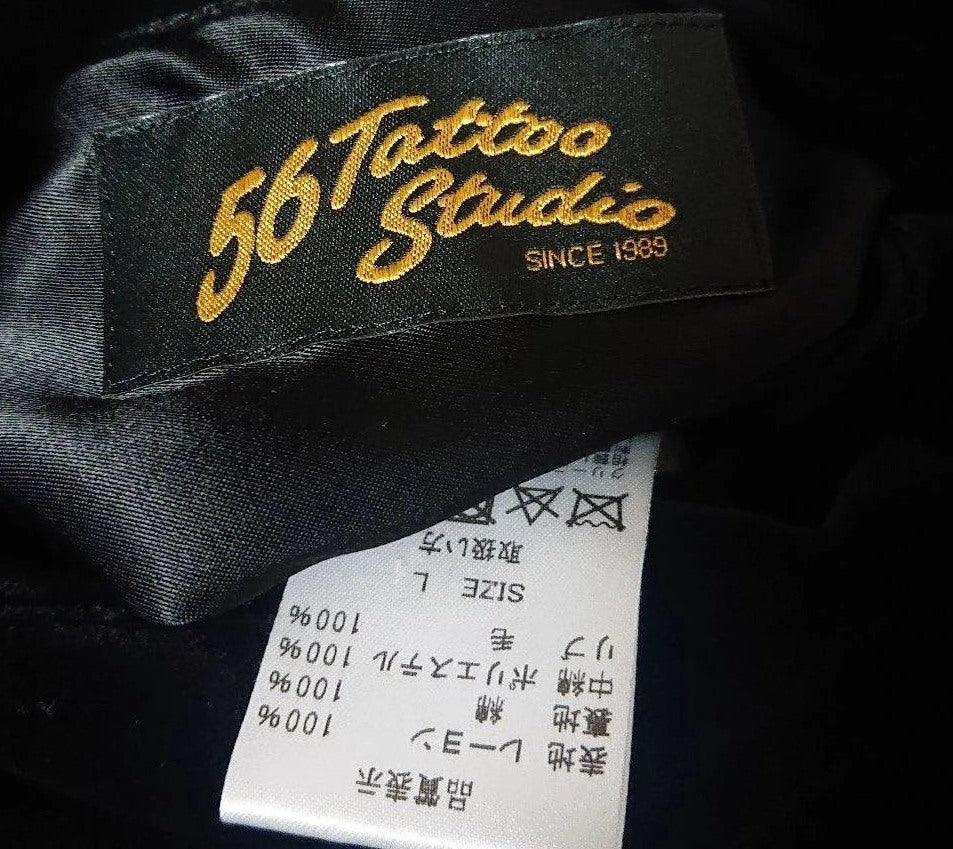 56 Tattoo
Studio
SINCE 1989
品質表示
表地 レーヨン 100%
裏地 綿 100%
中綿 ポリエステル 100%
リブ 毛 100%
SIZE L
取扱い方